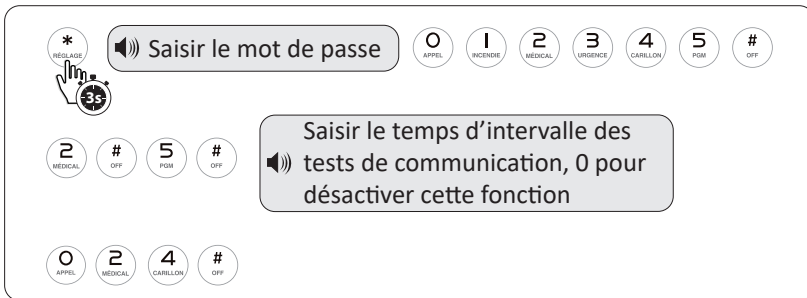 * RÉGLAGE 3s Saisir le mot de passe 0 APPEL 1 INCENDIE 2 MÉDICAL 3 URGENCE 4 CARILLON 5 PGM # OFF
2 MÉDICAL # OFF 5 PGM # OFF
Saisir le temps d’intervalle des
tests de communication, 0 pour
désactiver cette fonction
0 APPEL 2 MÉDICAL 4 CARILLON # OFF